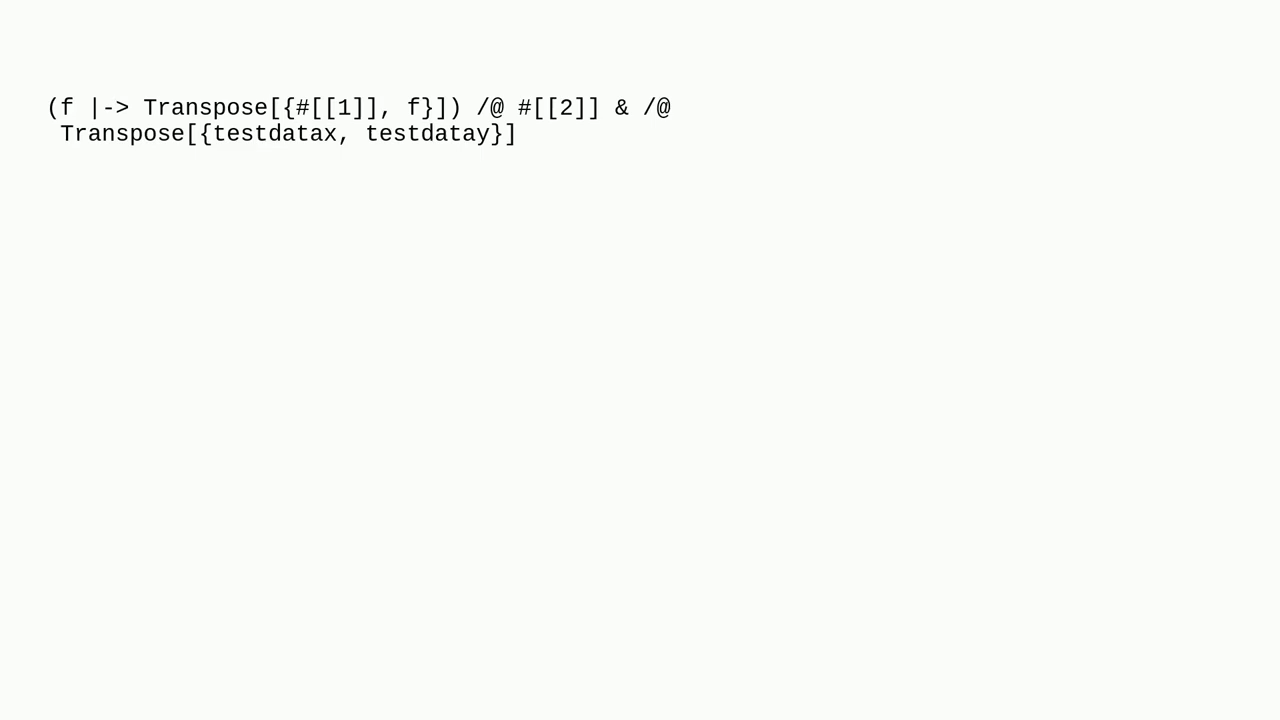 (f |-> Transpose[{#[[1]], f}]) /@ #[[2]] & /@
Transpose[{testdatax, testdatay}]